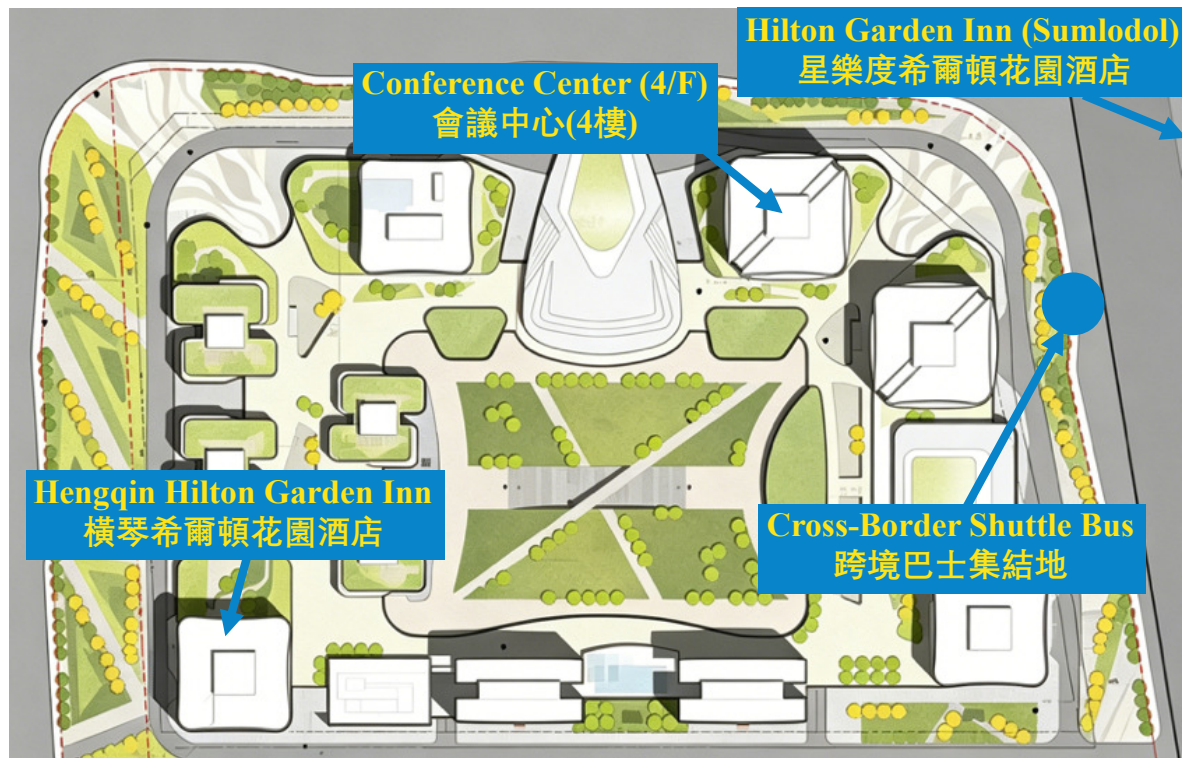 Hilton Garden Inn (Sumlodol)
星樂度希爾頓花園酒店
Conference Center (4/F)
會議中心(4樓)
Hengqin Hilton Garden Inn
橫琴希爾頓花園酒店
Cross-Border Shuttle Bus
跨境巴士集結地